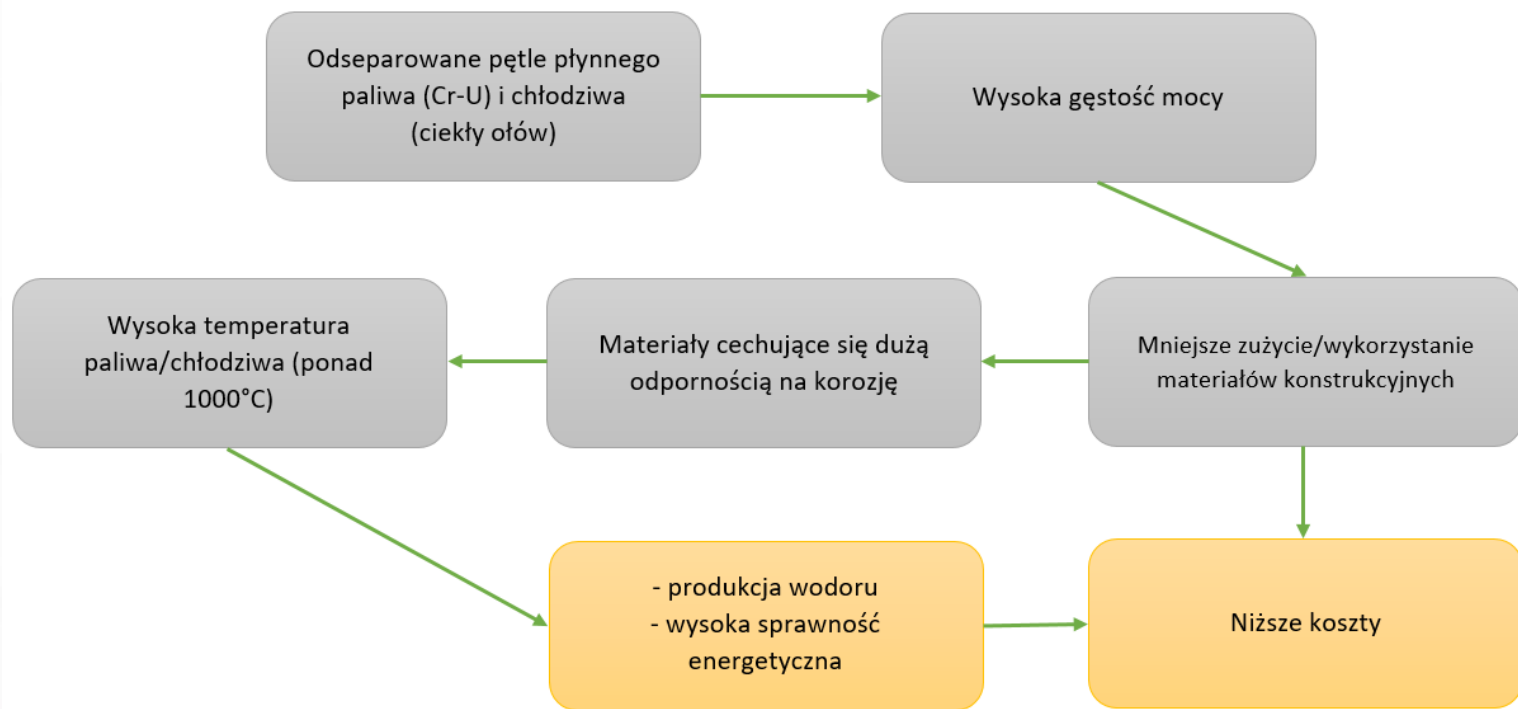 Odseparowane pętle płynnego
paliwa (Cr-U) i chłodziwa
(ciekły ołów)
Wysoka gęstość mocy
Wysoka temperatura
paliwa/chłodziwa (ponad
1000°C)
Materiały cechujące się dużą
odpornością na korozję
Mniejsze zużycie/wykorzystanie
materiałów konstrukcyjnych
- produkcja wodoru
- wysoka sprawność
energetyczna
Niższe koszty